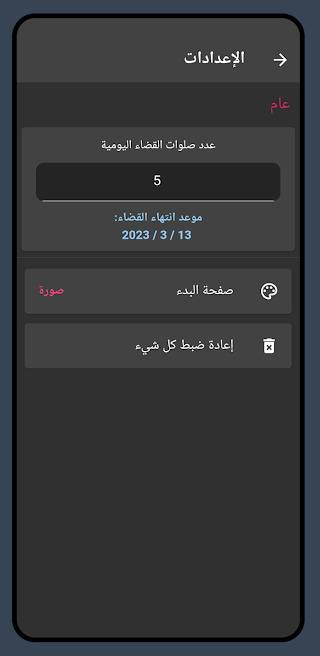 الإعدادات
عام
عدد صلوات القضاء اليومية
5
موعد انتهاء القضاء:
13 / 3 / 2023
صفحة البدء
صورة
إعادة ضبط كل شيء